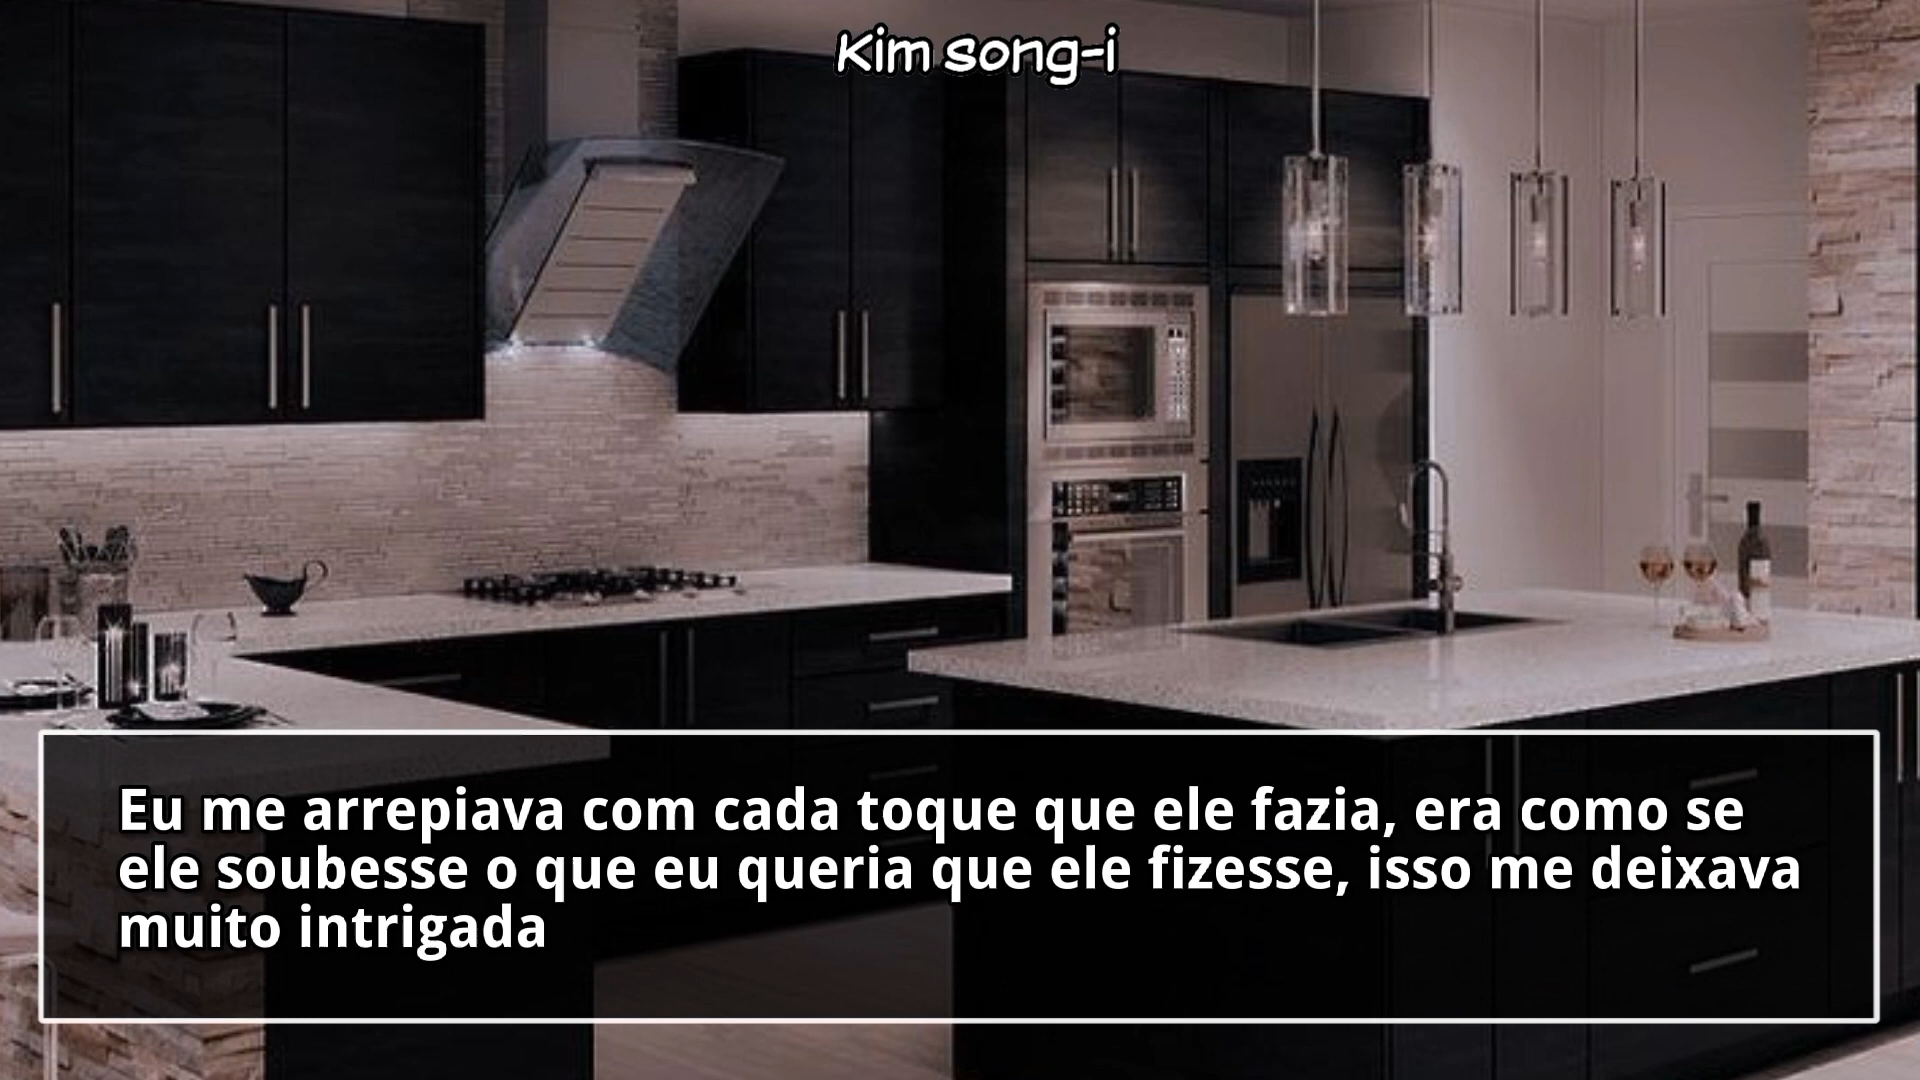 Kim song-i
Eu me arrepiava com cada toque que ele fazia, era como se
ele soubesse o que eu queria que ele fizesse, isso me deixava
muito intrigada